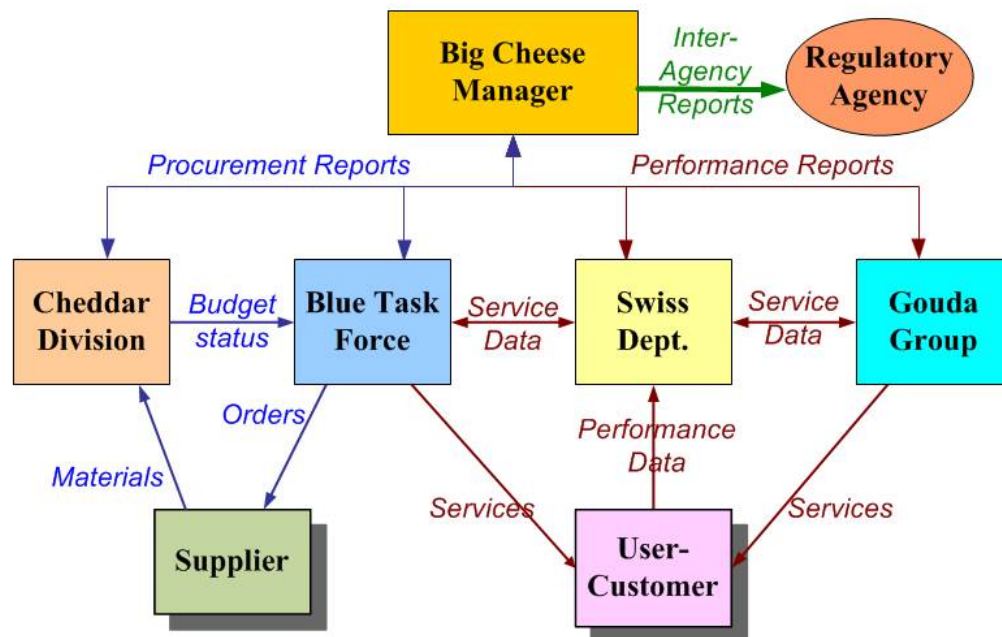 Big Cheese
Manager
Inter-
Agency
Reports
Regulatory
Agency
Procurement Reports
Performance Reports
Cheddar
Division
Budget
status
Blue Task
Force
Service
Data
Swiss
Dept.
Service
Data
Gouda
Group
Orders
Materials
Performance
Data
Services
Services
Supplier
User-
Customer